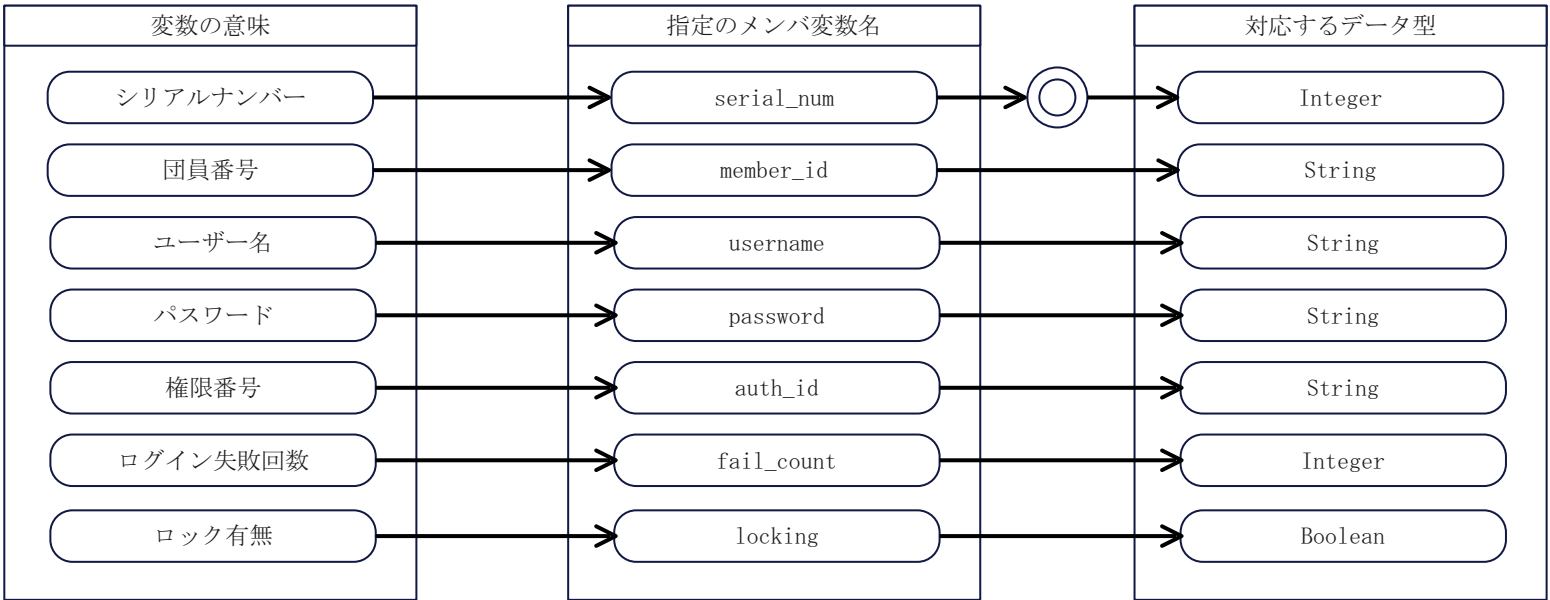 変数の意味
指定のメンバ変数名
対応するデータ型
シリアルナンバー
serial_num
Integer
団員番号
member_id
String
ユーザー名
username
String
パスワード
password
String
権限番号
auth_id
String
ログイン失敗回数
fail_count
Integer
ロック有無
locking
Boolean